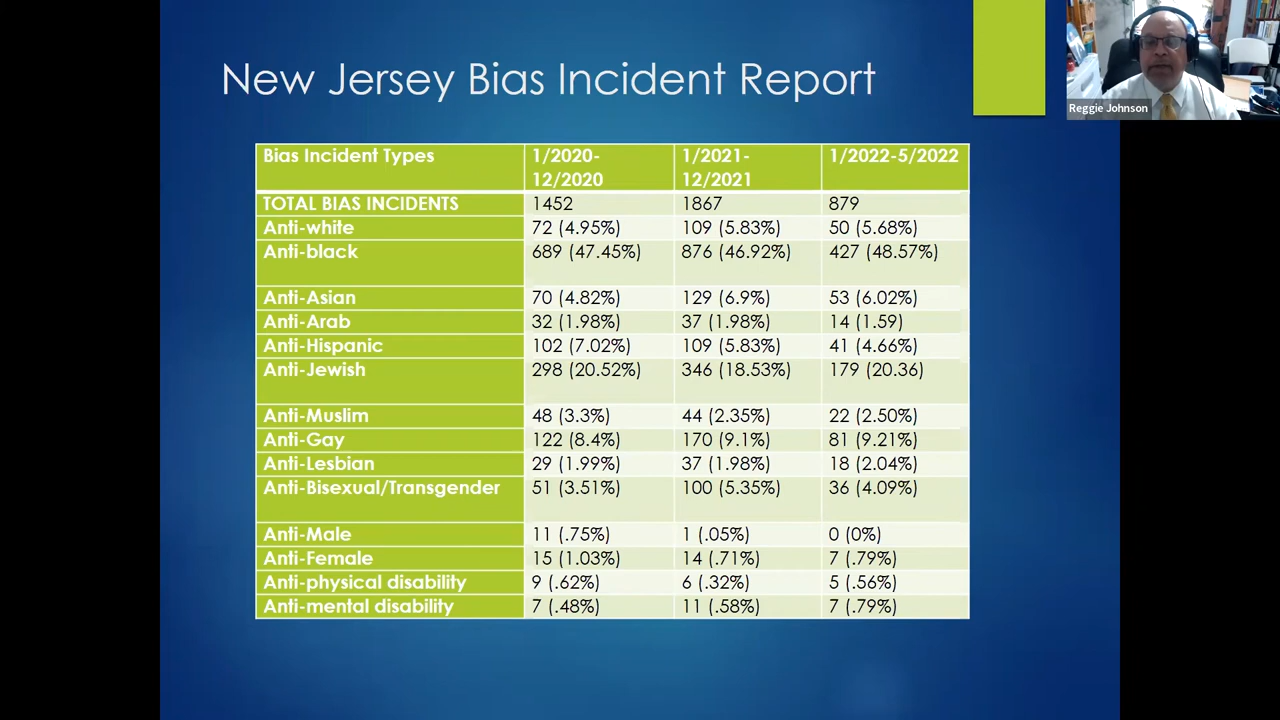 New Jersey Bias Incident Report
Reggie Johnson
Bias Incident Types 1/2020- 1/2021- 1/2022-5/2022
12/2020 12/2021
TOTAL BIAS INCIDENTS 1452 1867 879
Anti-white 72 (4.95%) 109 (5.83%) 50 (5.68%)
Anti-black 689 (47.45%) 876 (46.92%) 427 (48.57%)
Anti-Asian 70 (4.82%) 129 (6.9%) 53 (6.02%)
Anti-Arab 32 (1.98%) 37 (1.98%) 14 (1.59)
Anti-Hispanic 102 (7.02%) 109 (5.83%) 41 (4.66%)
Anti-Jewish 298 (20.52%) 346 (18.53%) 179 (20.36)
Anti-Muslim 48 (3.3%) 44 (2.35%) 22 (2.50%)
Anti-Gay 122 (8.4%) 170 (9.1%) 81 (9.21%)
Anti-Lesbian 29 (1.99%) 37 (1.98%) 18 (2.04%)
Anti-Bisexual/Transgender 51 (3.51%) 100 (5.35%) 36 (4.09%)
Anti-Male 11 (.75%) 1 (.05%) 0 (0%)
Anti-Female 15 (1.03%) 14 (.71%) 7 (.79%)
Anti-physical disability 9 (.62%) 6 (.32%) 5 (.56%)
Anti-mental disability 7 (.48%) 11 (.58%) 7 (.79%)